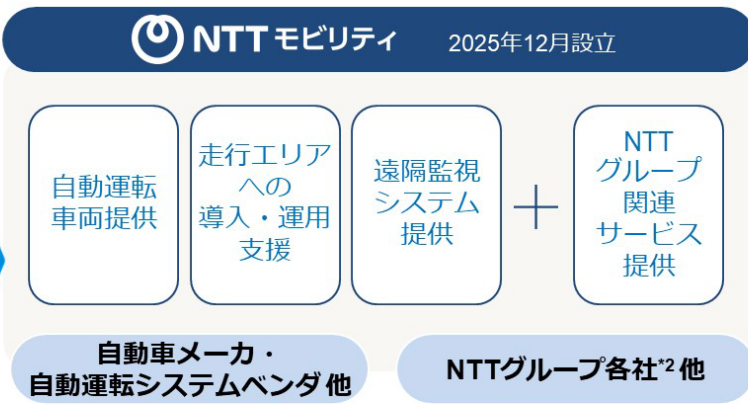 NTT モビリティ 2025年12月設立
自動運転
車両提供
走行エリア
への
導入・運用
支援
遠隔監視
システム
提供
＋
NTT
グループ
関連
サービス
提供
自動車メーカ・
自動運転システムベンダ他
NTTグループ各社*2 他